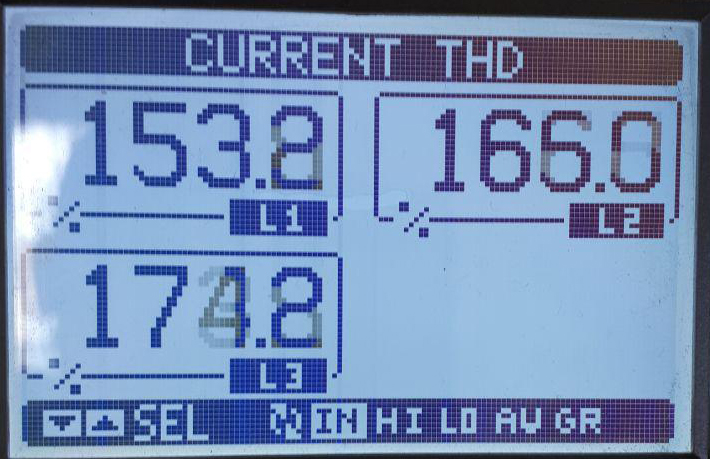 CURRENT THD
153.8 166.0
% L1 % L2
174.8
% L3
SEL IN HI LO AV GR